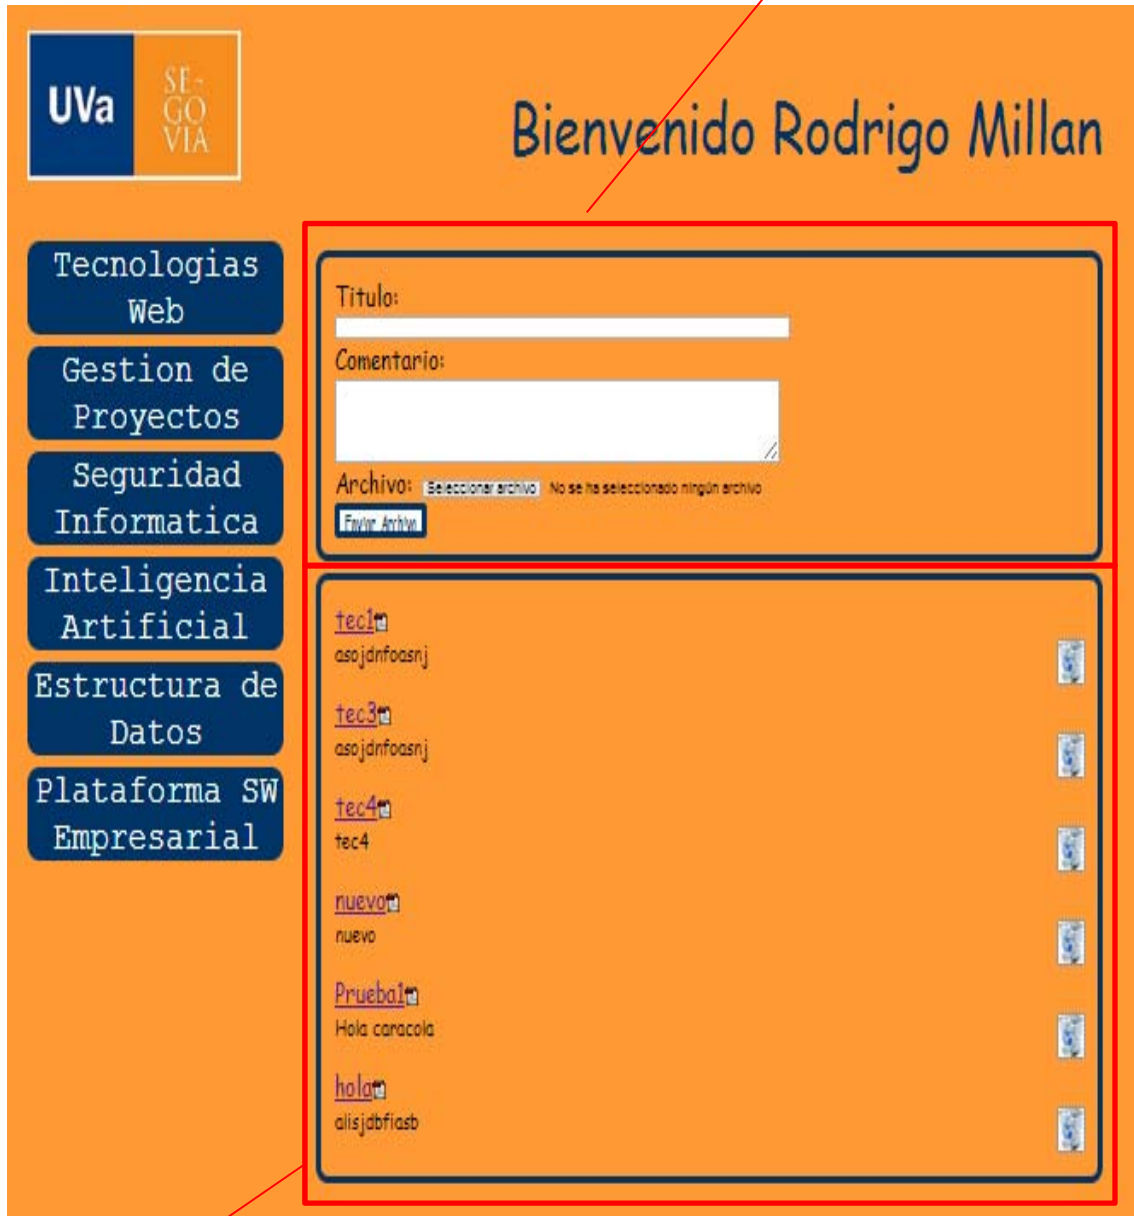 UVa
SE-
GO
VIA
Bienvenido Rodrigo Millan
Tecnologias
Web
Gestion de
Proyectos
Seguridad
Informatica
Inteligencia
Artificial
Estructura de
Datos
Plataforma SW
Empresarial
Titulo:
Comentario:
Archivo: Seleccionar archivo No se ha seleccionado ningún archivo
Enviar Archivo
tec1
asojdnfoasnj
tec3
asojdnfoasnj
tec4
tec4
nuevo
nuevo
Prueba1
Hola caracola
hola
alisjdbfiasb